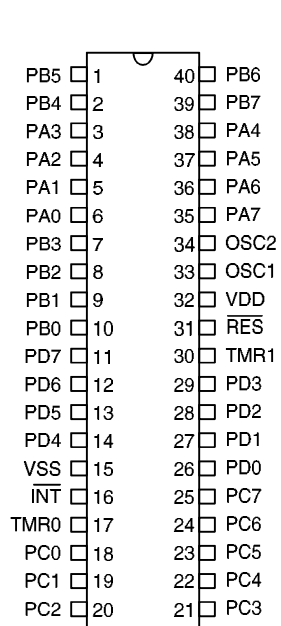 PB5 1 40 PB6
PB4 2 39 PB7
PA3 3 38 PA4
PA2 4 37 PA5
PA1 5 36 PA6
PA0 6 35 PA7
PB3 7 34 OSC2
PB2 8 33 OSC1
PB1 9 32 VDD
PB0 10 31 R̅E̅S̅
PD7 11 30 TMR1
PD6 12 29 PD3
PD5 13 28 PD2
PD4 14 27 PD1
VSS 15 26 PD0
I̅N̅T̅ 16 25 PC7
TMR0 17 24 PC6
PC0 18 23 PC5
PC1 19 22 PC4
PC2 20 21 PC3